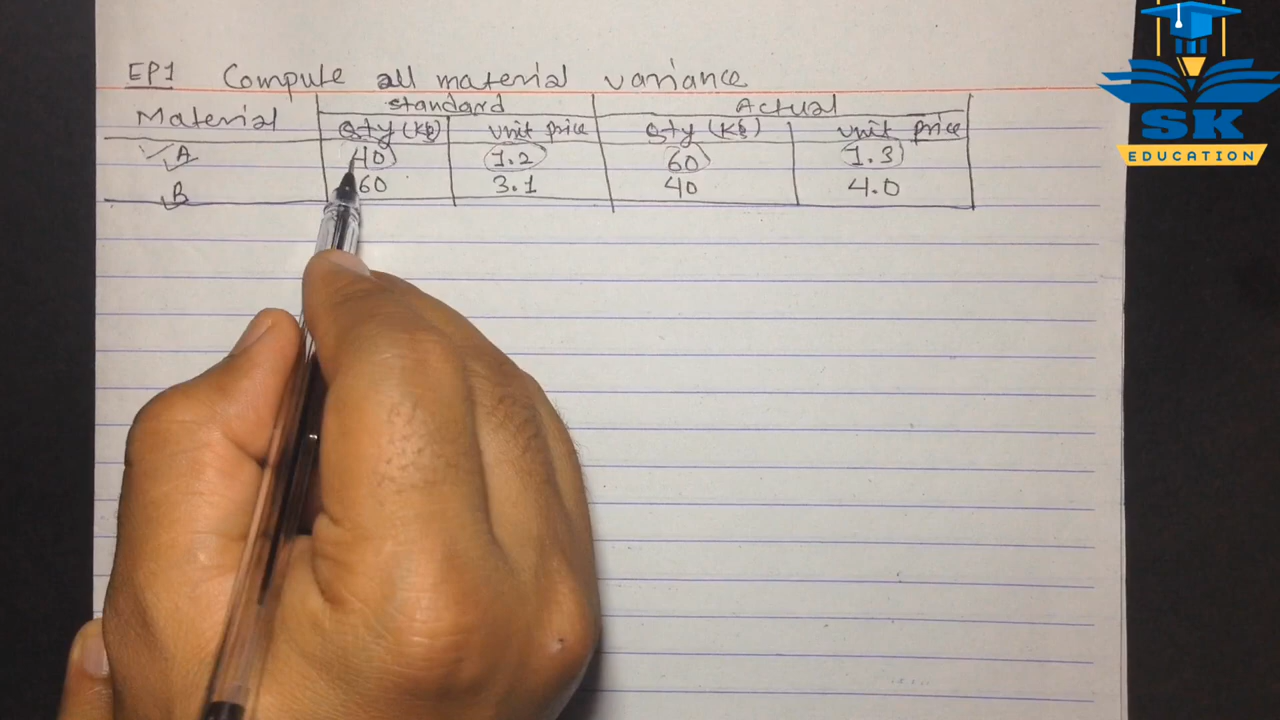 EP1 Compute all material variance
Material Standard Actual
Qty (Kg) unit price Qty (Kg) unit price
A 40 1.2 60 1.3
B 60 3.1 40 4.0
SK
EDUCATION